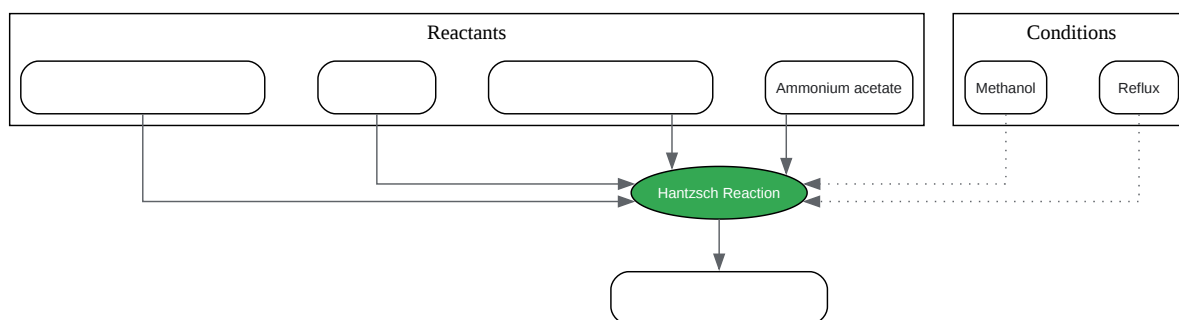 Reactants
Conditions
Ammonium acetate
Methanol
Reflux
Hantzsch Reaction